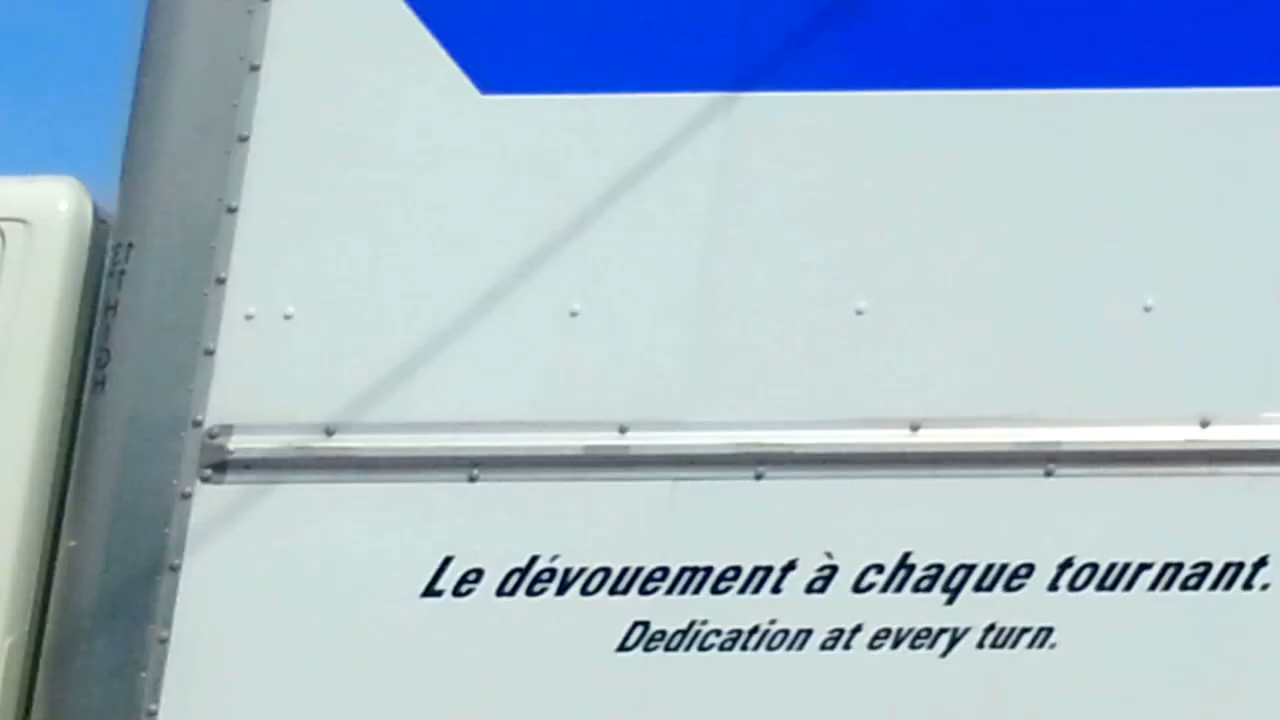 Le dévouement à chaque tournant.
Dedication at every turn.